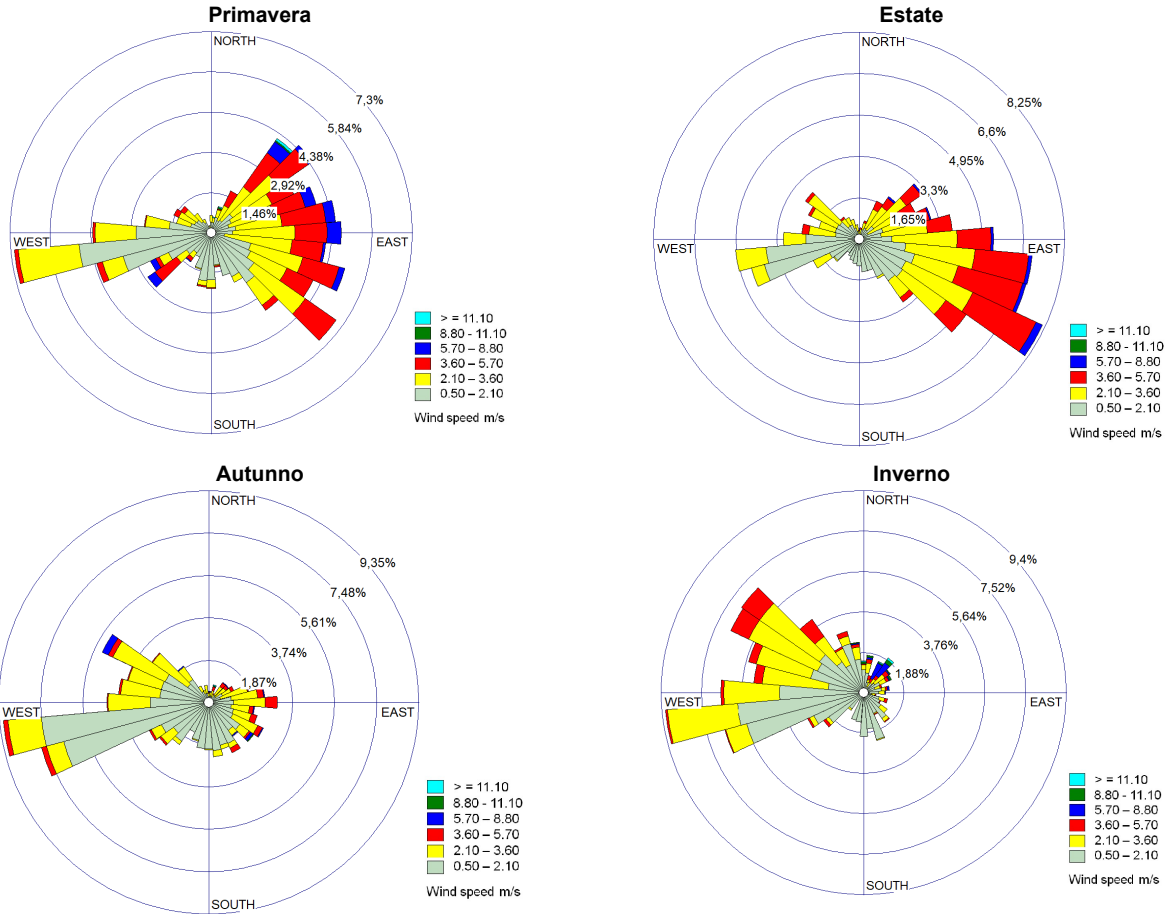 Primavera
NORTH
7,3%
5,84%
4,38%
2,92%
1,46%
WEST
EAST
SOUTH
> = 11.10
8.80 - 11.10
5.70 – 8.80
3.60 – 5.70
2.10 – 3.60
0.50 – 2.10
Wind speed m/s
Estate
NORTH
8,25%
6,6%
4,95%
3,3%
1,65%
WEST
EAST
SOUTH
> = 11.10
8.80 - 11.10
5.70 – 8.80
3.60 – 5.70
2.10 – 3.60
0.50 – 2.10
Wind speed m/s
Autunno
NORTH
9,35%
7,48%
5,61%
3,74%
1,87%
WEST
EAST
SOUTH
> = 11.10
8.80 - 11.10
5.70 – 8.80
3.60 – 5.70
2.10 – 3.60
0.50 – 2.10
Wind speed m/s
Inverno
NORTH
9,4%
7,52%
5,64%
3,76%
1,88%
WEST
EAST
SOUTH
> = 11.10
8.80 - 11.10
5.70 – 8.80
3.60 – 5.70
2.10 – 3.60
0.50 – 2.10
Wind speed m/s